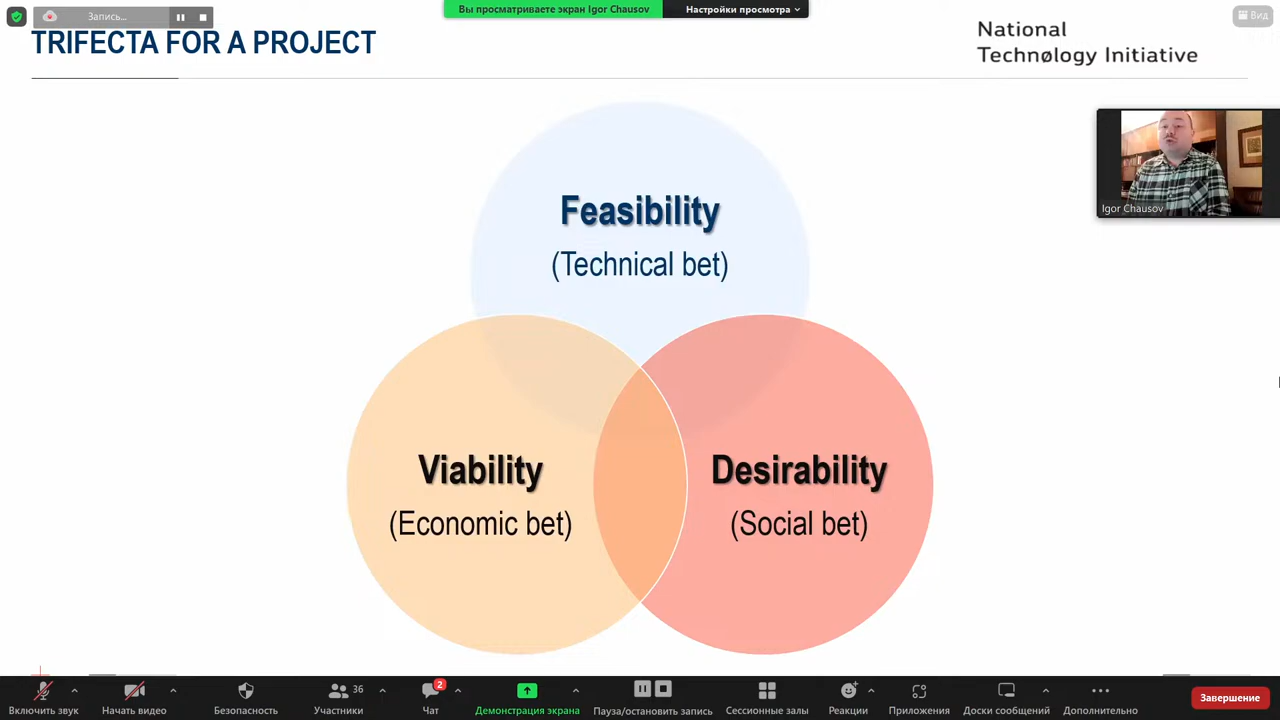 Запись...
Вы просматриваете экран Igor Chausov
Настройки просмотра
Вид
TRIFECTA FOR A PROJECT
National
Technøløgy Initiative
Igor Chausov
Feasibility
(Technical bet)
Viability
(Economic bet)
Desirability
(Social bet)
Включить звук
Начать видео
Безопасность
36
Участники
2
Чат
Демонстрация экрана
Пауза/остановить запись
Сессионные залы
Реакции
Приложения
Доски сообщений
Дополнительно
Завершение